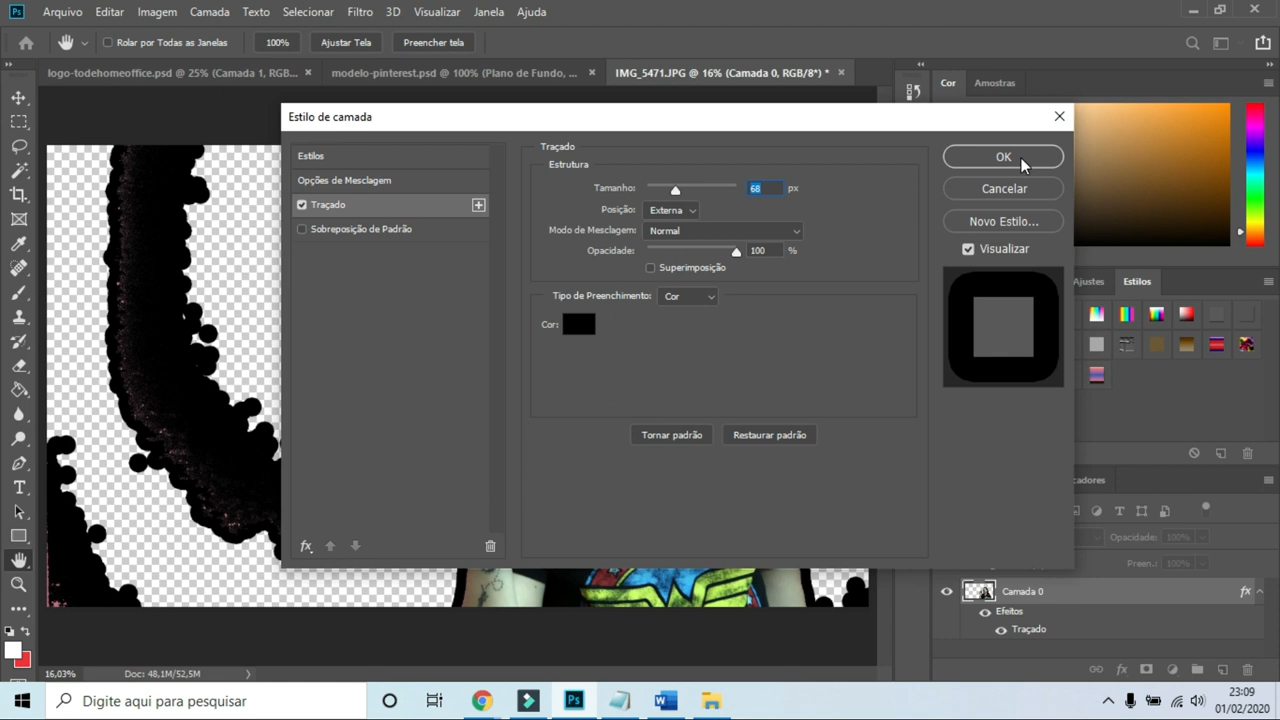 Ps Arquivo Editar Imagem Camada Texto Selecionar Filtro 3D Visualizar Janela Ajuda
Rolar por Todas as Janelas 100% Ajustar Tela Preencher tela
logo-todehomeoffice.psd @ 25% (Camada 1, RGB... × modelo-pinterest.psd @ 100% (Plano de Fundo, ... × IMG_5471.JPG @ 16% (Camada 0, RGB/8*) * ×
Cor Amostras
Estilo de camada
Estilos
Opções de Mesclagem
Traçado
Sobreposição de Padrão
fx
Traçado
Estrutura
Tamanho: 68 px
Posição: Externa
Modo de Mesclagem: Normal
Opacidade: 100 %
Superimposição
Tipo de Preenchimento: Cor
Cor:
Tornar padrão Restaurar padrão
OK
Cancelar
Novo Estilo...
Visualizar
Ajustes Estilos
cadores
Opacidade: 100%
Preen.: 100%
Camada 0 fx
Efeitos
Traçado
16,03% Doc: 48,1M/52,5M
Digite aqui para pesquisar
Ps
23:09
01/02/2020